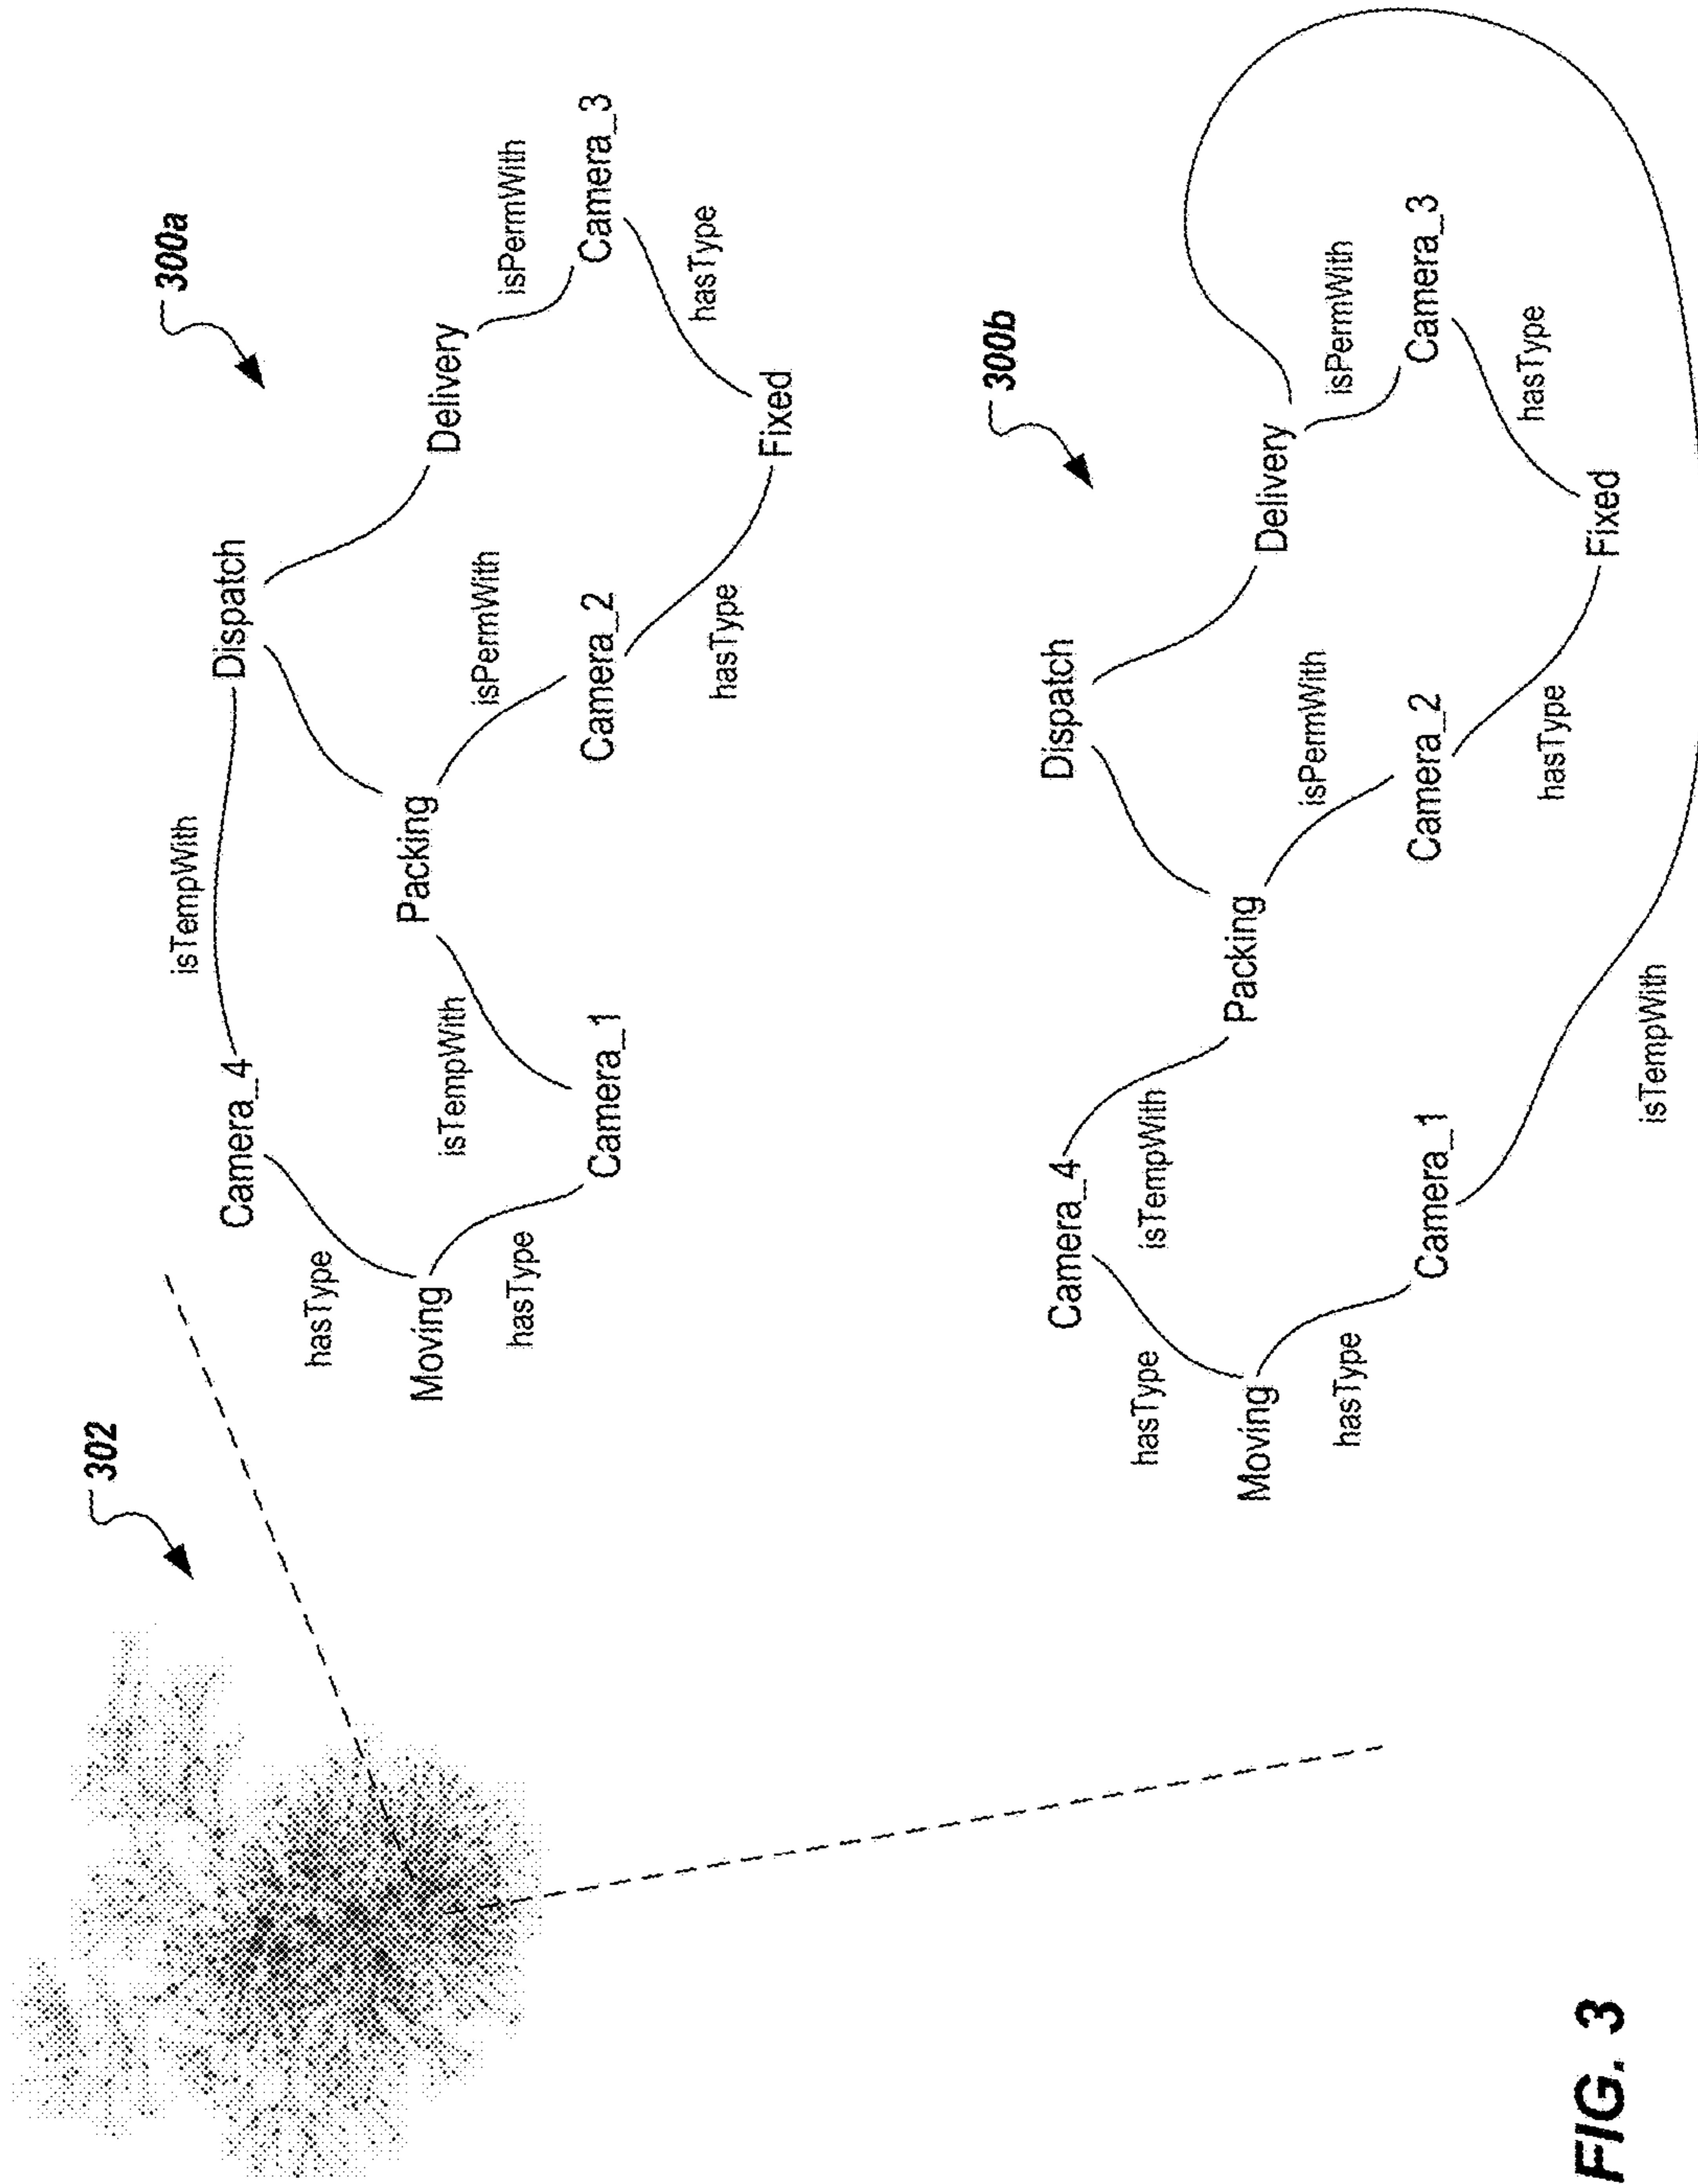 302
300a
isTempWith
Dispatch
Camera_4
hasType
Delivery
isPermWith
Packing
isPermWith
Camera_3
isTempWith
Moving
hasType
Camera_1
Camera_2
hasType
hasType
Fixed
300b
Dispatch
Camera_4
hasType
isTempWith
Packing
Delivery
isPermWith
isPermWith
Moving
hasType
Camera_1
Camera_2
Camera_3
hasType
hasType
Fixed
isTempWith
FIG. 3